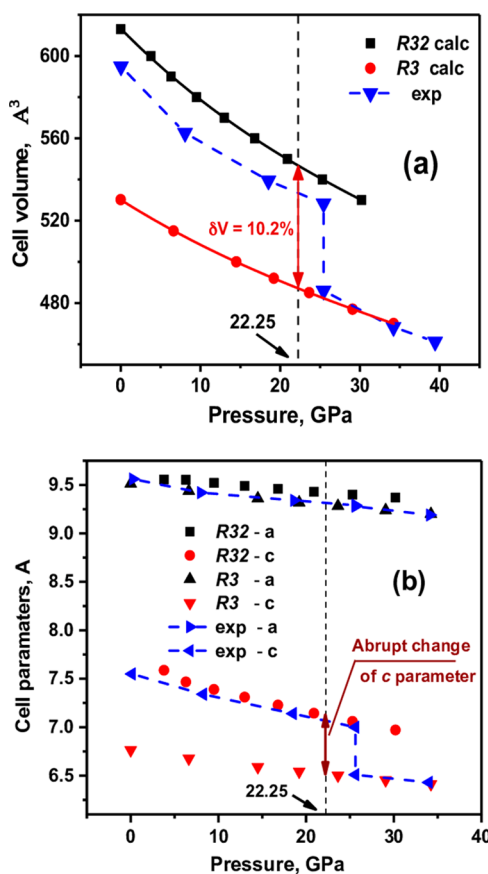 (a)
600
560
520
480
Cell volume, A³
R32 calc
R3 calc
exp
(a)
δV = 10.2%
22.25
0 10 20 30 40
Pressure, GPa
(b)
9.5
9.0
8.5
8.0
7.5
7.0
6.5
Cell paramaters, A
R32 - a
R32 - c
R3 - a
R3 - c
exp - a
exp - c
(b)
Abrupt change
of c parameter
22.25
0 10 20 30 40
Pressure, GPa